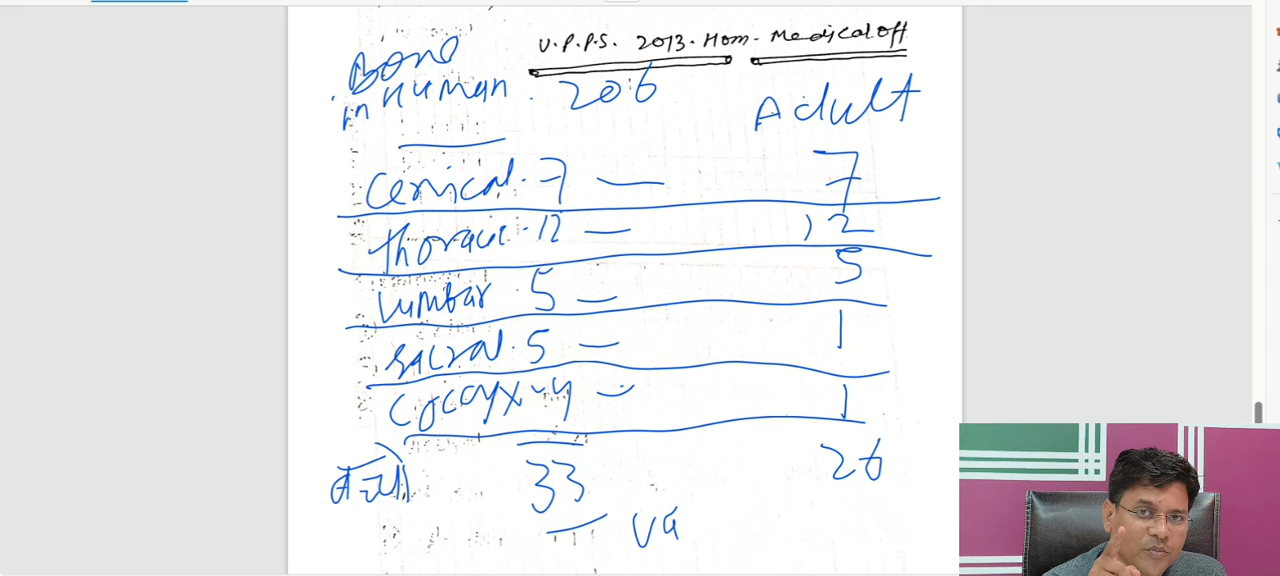 U.P.P.S. 2013. Hom. Medical off
Bone
in Human. 206
Adult
Cervical. 7 — 7
thoracic. 12 — 12
Lumbar 5 — 5
sacral. 5 — 1
Coccyx - 4 — 1
33 26